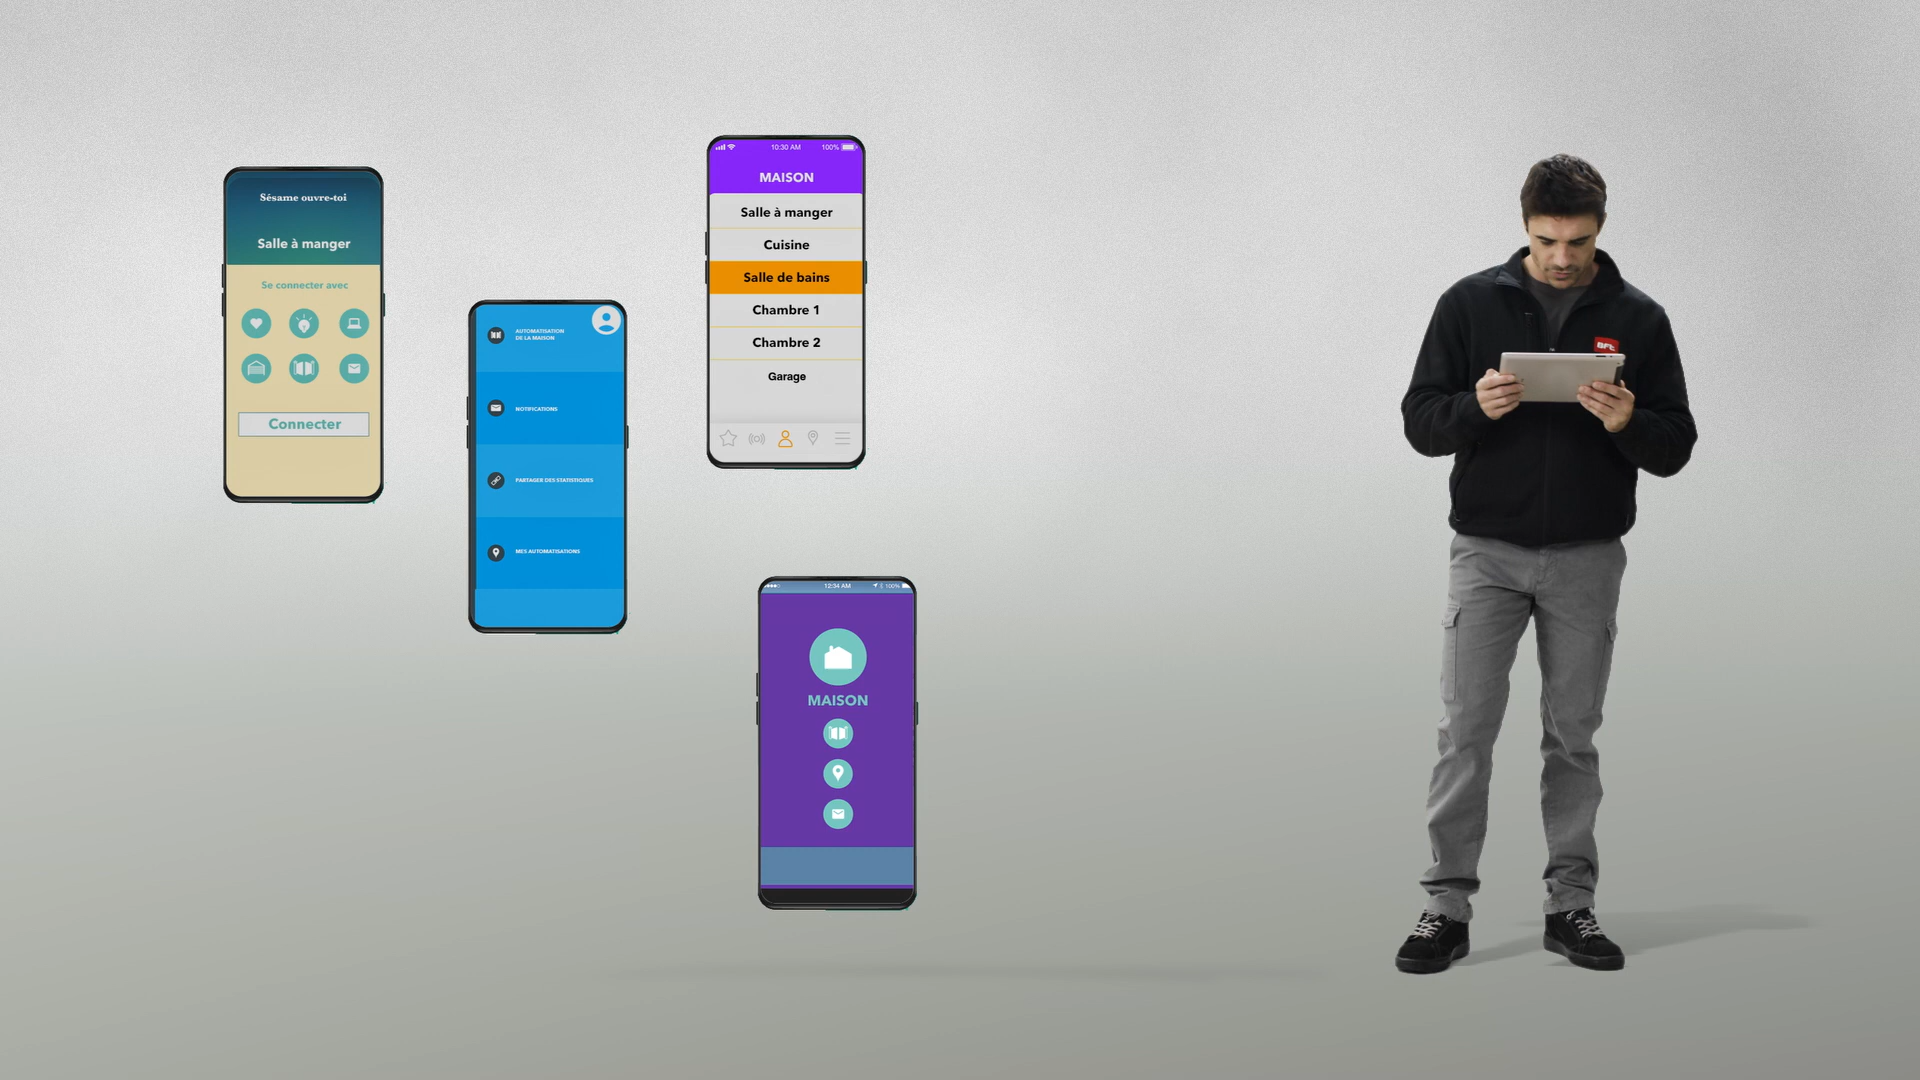 Sésame ouvre-toi
Salle à manger
Se connecter avec
Connecter
AUTOMATISATION
DE LA MAISON
NOTIFICATIONS
PARTAGER DES STATISTIQUES
MES AUTOMATISATIONS
10:30 AM 100%
MAISON
Salle à manger
Cuisine
Salle de bains
Chambre 1
Chambre 2
Garage
12:34 AM 100%
MAISON
BFT